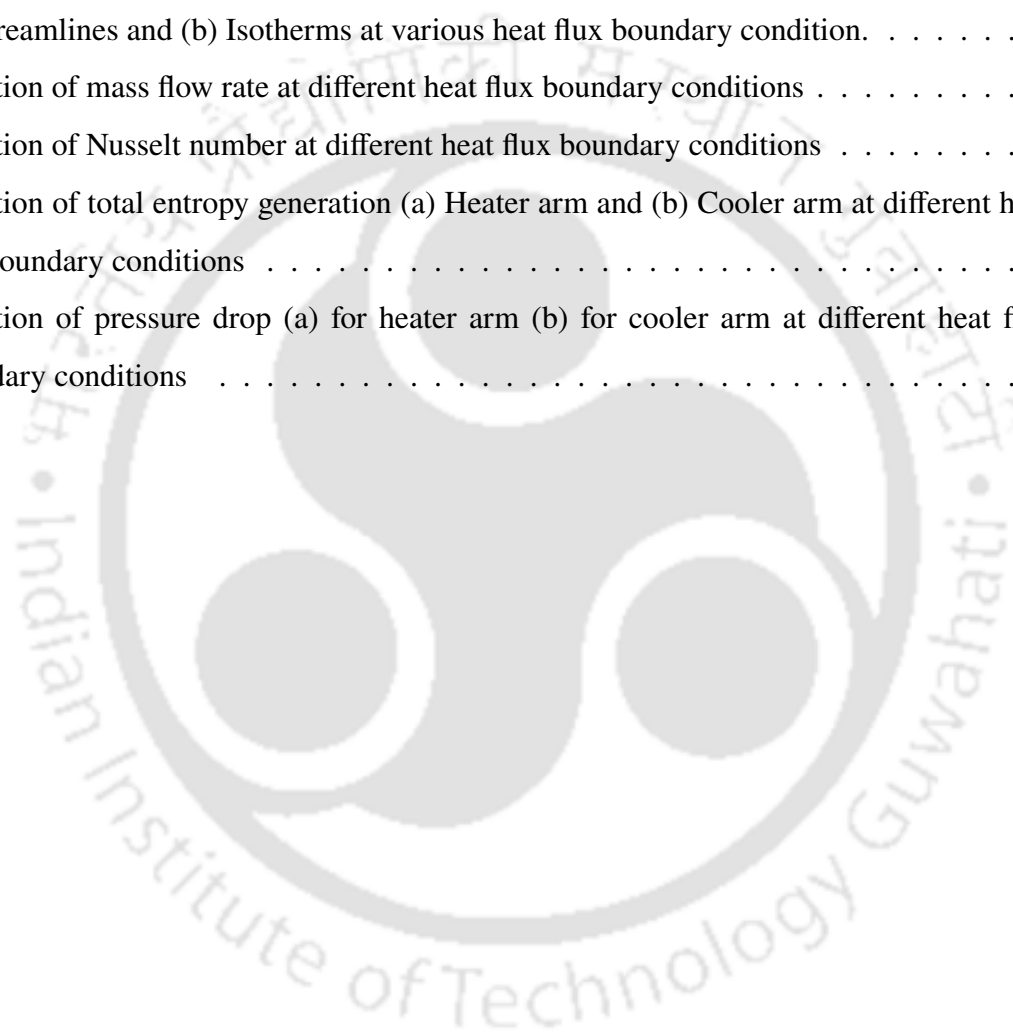 reamlines and (b) Isotherms at various heat flux boundary condition. . . . . . . .
tion of mass flow rate at different heat flux boundary conditions . . . . . . . . . .
tion of Nusselt number at different heat flux boundary conditions . . . . . . . . .
tion of total entropy generation (a) Heater arm and (b) Cooler arm at different h
oundary conditions . . . . . . . . . . . . . . . . . . . . . . . . . . . . . . .
tion of pressure drop (a) for heater arm (b) for cooler arm at different heat f
dary conditions . . . . . . . . . . . . . . . . . . . . . . . . . . . . . . . . .
Indian Institute of Technology Guwahati